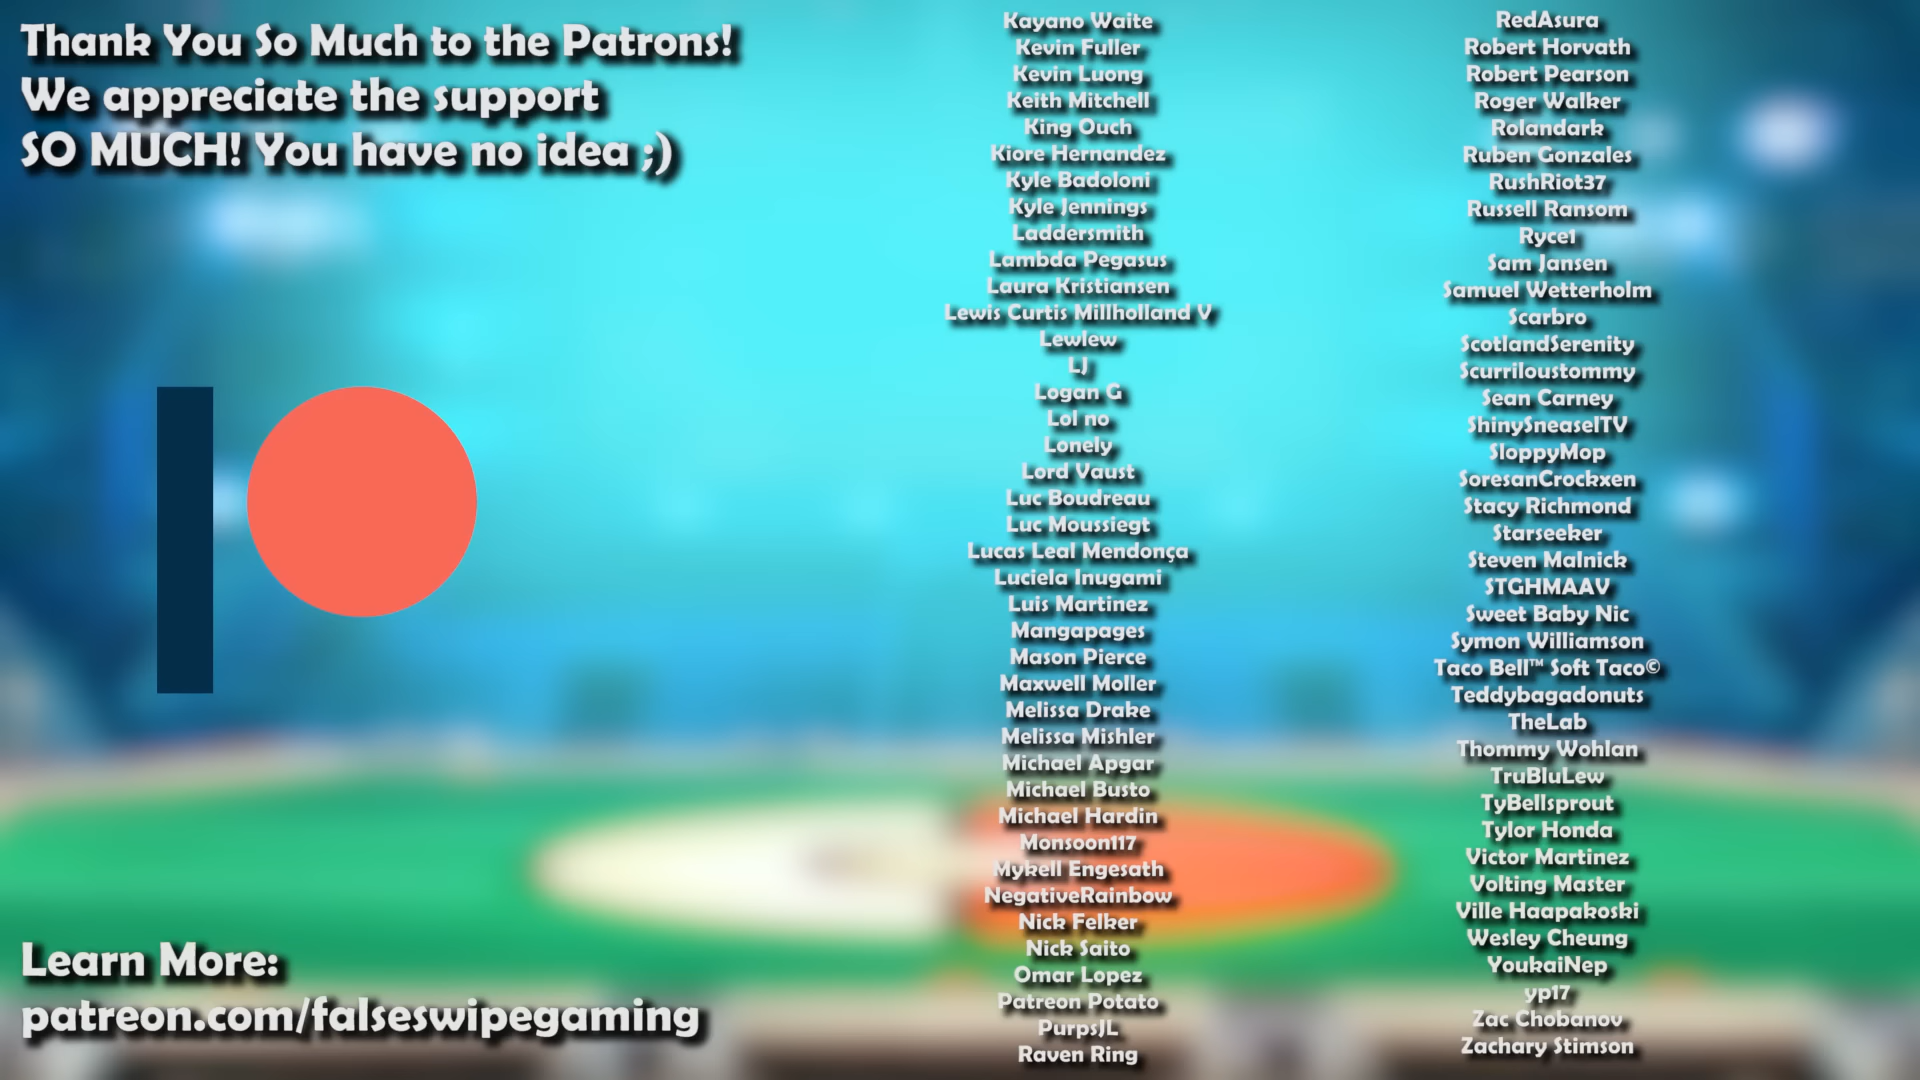 Thank You So Much to the Patrons!
We appreciate the support
SO MUCH! You have no idea ;)
Learn More:
patreon.com/falseswipegaming
Kayano Waite
Kevin Fuller
Kevin Luong
Keith Mitchell
King Ouch
Kiore Hernandez
Kyle Badoloni
Kyle Jennings
Laddersmith
Lambda Pegasus
Laura Kristiansen
Lewis Curtis Millholland V
Lewlew
LJ
Logan G
Lol no
Lonely
Lord Vaust
Luc Boudreau
Luc Moussiegt
Lucas Leal Mendonça
Luciela Inugami
Luis Martinez
Mangapages
Mason Pierce
Maxwell Moller
Melissa Drake
Melissa Mishler
Michael Apgar
Michael Busto
Michael Hardin
Monsoon117
Mykell Engesath
NegativeRainbow
Nick Felker
Nick Saito
Omar Lopez
Patreon Potato
PurpsJL
Raven Ring
RedAsura
Robert Horvath
Robert Pearson
Roger Walker
Rolandark
Ruben Gonzales
RushRiot37
Russell Ransom
Ryce1
Sam Jansen
Samuel Wetterholm
Scarbro
ScotlandSerenity
Scurriloustommy
Sean Carney
ShinySneaselTV
SloppyMop
SoresanCrockxen
Stacy Richmond
Starseeker
Steven Malnick
STGHMAAV
Sweet Baby Nic
Symon Williamson
Taco Bell™ Soft Taco©
Teddybagadonuts
TheLab
Thommy Wohlan
TruBluLew
TyBellsprout
Tylor Honda
Victor Martinez
Volting Master
Ville Haapakoski
Wesley Cheung
YoukaiNep
yp17
Zac Chobanov
Zachary Stimson